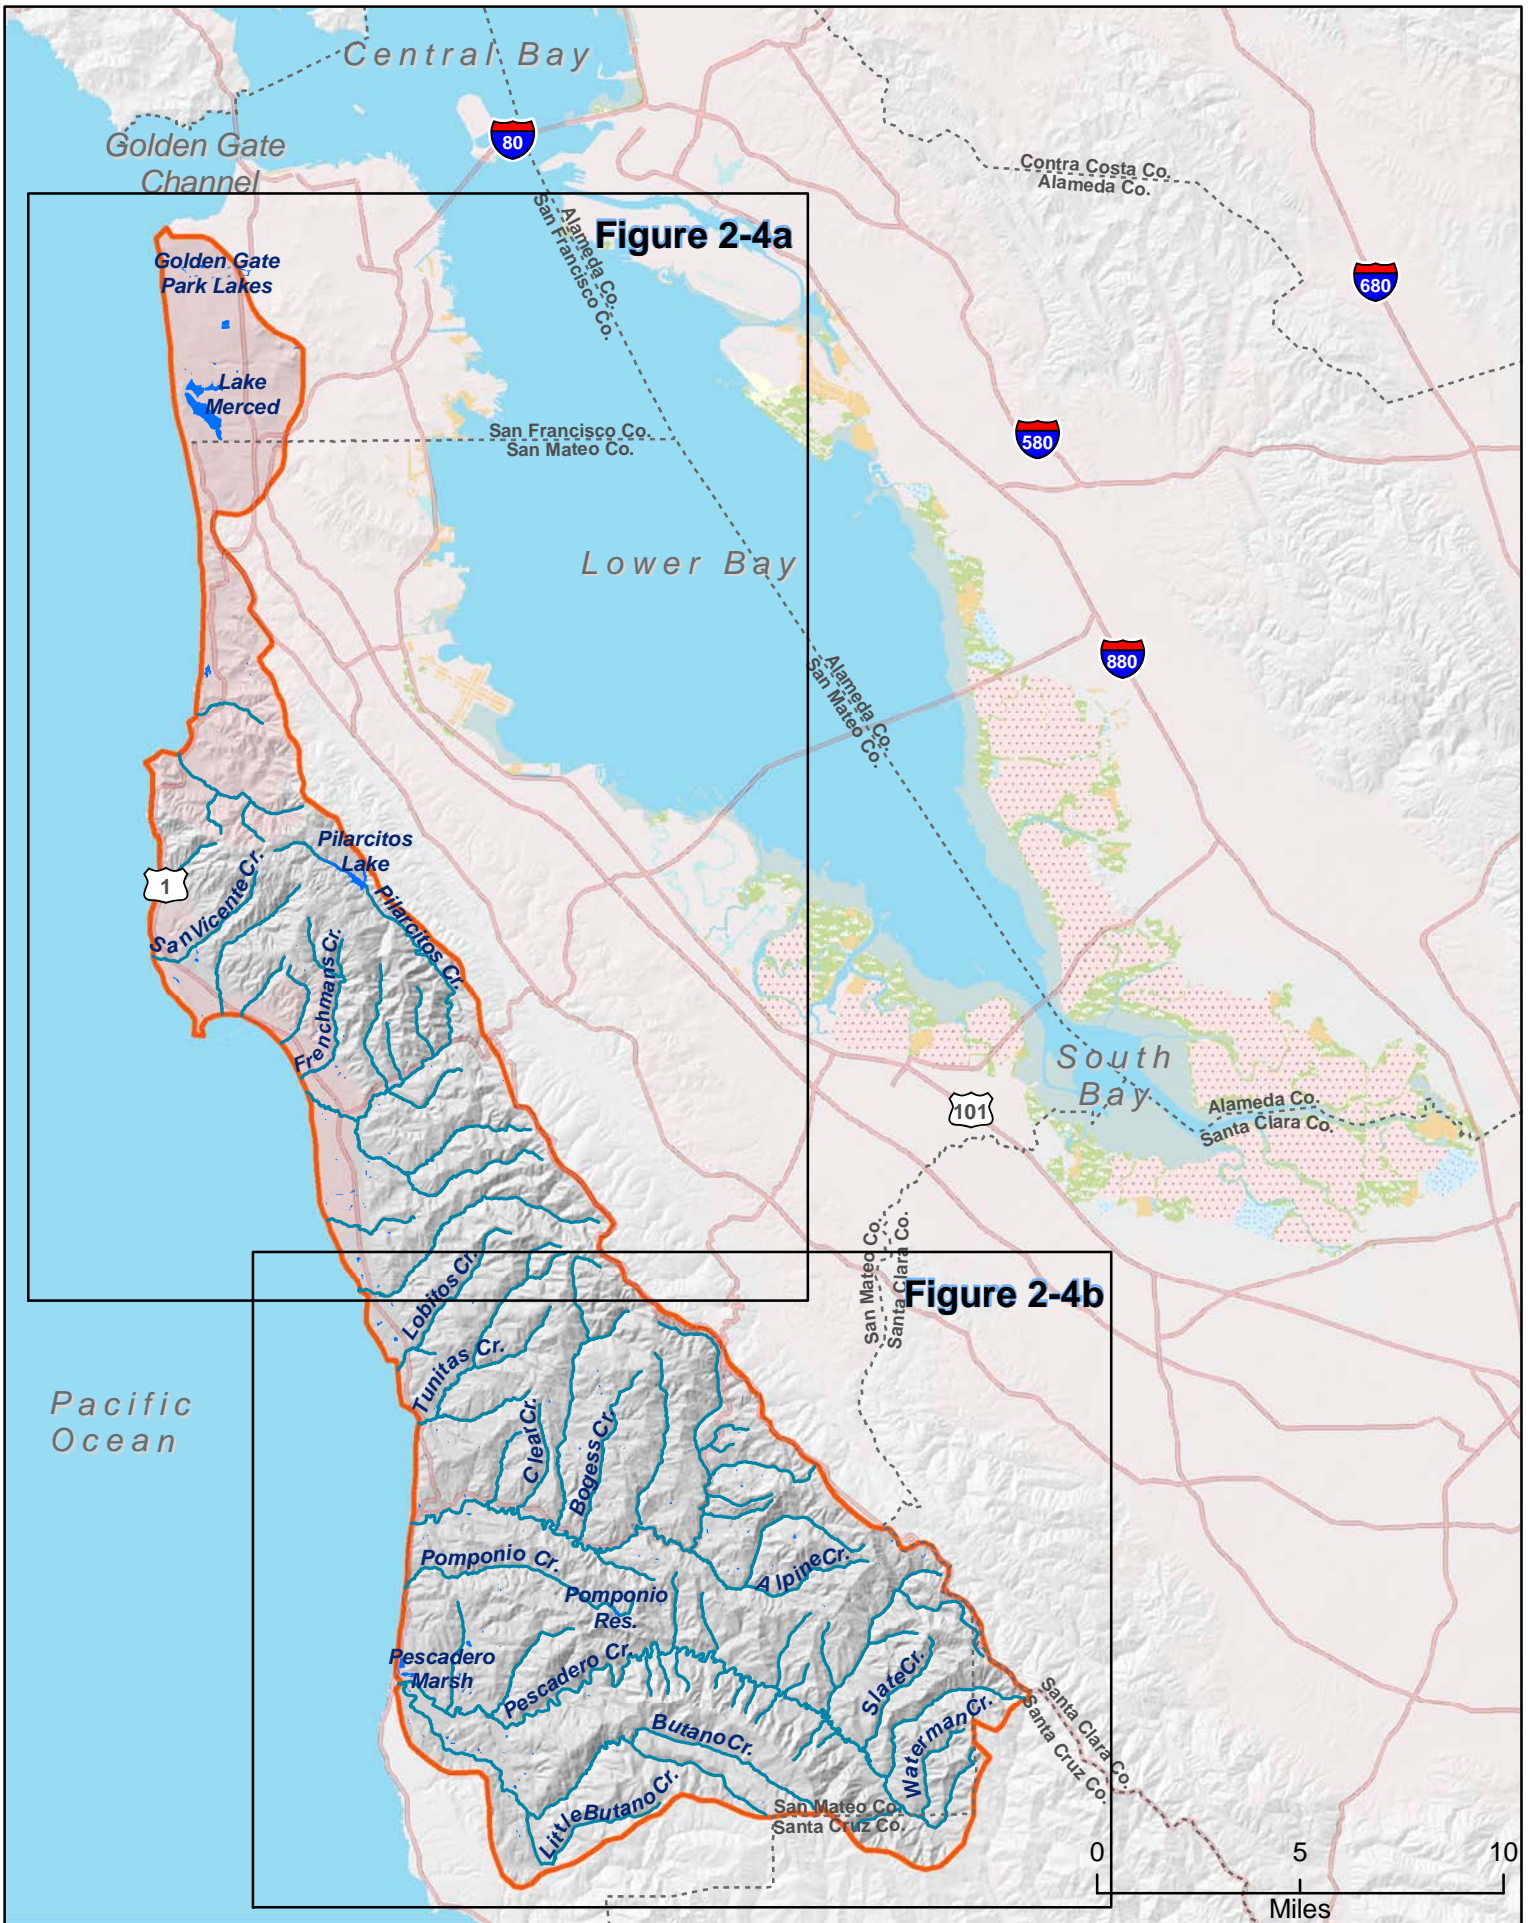 Central Bay
80
Golden Gate
Channel
Contra Costa Co.
Alameda Co.
Alameda Co.
San Francisco Co.
Figure 2-4a
Golden Gate
Park Lakes
680
Lake
Merced
San Francisco Co.
San Mateo Co.
580
Lower Bay
880
Alameda Co.
San Mateo Co.
Pilarcitos
Lake
1
San Vicente Cr.
Pilarcitos Cr.
Frenchmans Cr.
South
Bay
101
Alameda Co.
Santa Clara Co.
San Mateo Co.
Santa Clara Co.
Figure 2-4b
Lobitos Cr.
Tunitas Cr.
Pacific
Ocean
Clear Cr.
Bogess Cr.
Pomponio Cr.
Alpine Cr.
Pomponio
Res.
Pescadero
Marsh
Pescadero Cr.
Slate Cr.
Waterman Cr.
Santa Clara Co.
Santa Cruz Co.
Butano Cr.
Little Butano Cr.
San Mateo Co.
Santa Cruz Co.
0 5 10
Miles